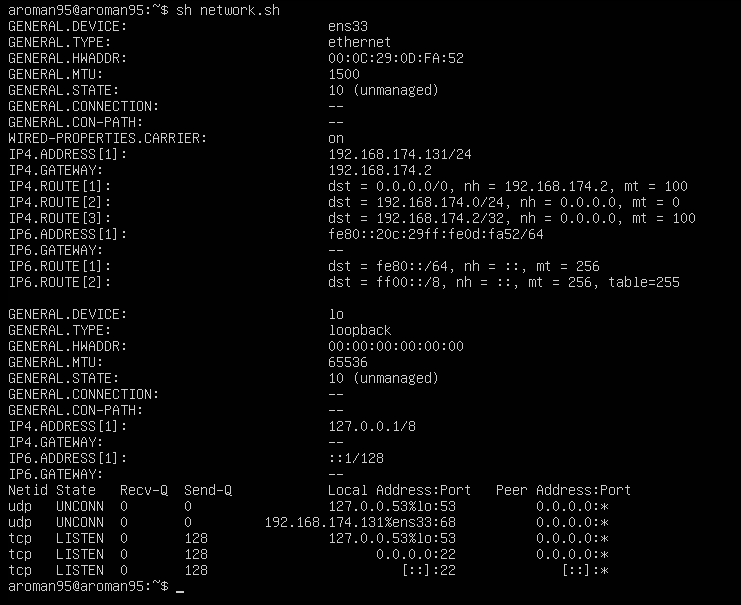 aroman95@aroman95:~$ sh network.sh
GENERAL.DEVICE: ens33
GENERAL.TYPE: ethernet
GENERAL.HWADDR: 00:0C:29:0D:FA:52
GENERAL.MTU: 1500
GENERAL.STATE: 10 (unmanaged)
GENERAL.CONNECTION: --
GENERAL.CON-PATH: --
WIRED-PROPERTIES.CARRIER: on
IP4.ADDRESS[1]: 192.168.174.131/24
IP4.GATEWAY: 192.168.174.2
IP4.ROUTE[1]: dst = 0.0.0.0/0, nh = 192.168.174.2, mt = 100
IP4.ROUTE[2]: dst = 192.168.174.0/24, nh = 0.0.0.0, mt = 0
IP4.ROUTE[3]: dst = 192.168.174.2/32, nh = 0.0.0.0, mt = 100
IP6.ADDRESS[1]: fe80::20c:29ff:fe0d:fa52/64
IP6.GATEWAY: --
IP6.ROUTE[1]: dst = fe80::/64, nh = ::, mt = 256
IP6.ROUTE[2]: dst = ff00::/8, nh = ::, mt = 256, table=255
GENERAL.DEVICE: lo
GENERAL.TYPE: loopback
GENERAL.HWADDR: 00:00:00:00:00:00
GENERAL.MTU: 65536
GENERAL.STATE: 10 (unmanaged)
GENERAL.CONNECTION: --
GENERAL.CON-PATH: --
IP4.ADDRESS[1]: 127.0.0.1/8
IP4.GATEWAY: --
IP6.ADDRESS[1]: ::1/128
IP6.GATEWAY: --
Netid State Recv-Q Send-Q Local Address:Port Peer Address:Port
udp UNCONN 0 0 127.0.0.53%lo:53 0.0.0.0:*
udp UNCONN 0 0 192.168.174.131%ens33:68 0.0.0.0:*
tcp LISTEN 0 128 127.0.0.53%lo:53 0.0.0.0:*
tcp LISTEN 0 128 0.0.0.0:22 0.0.0.0:*
tcp LISTEN 0 128 [::]:22 [::]:*
aroman95@aroman95:~$ _